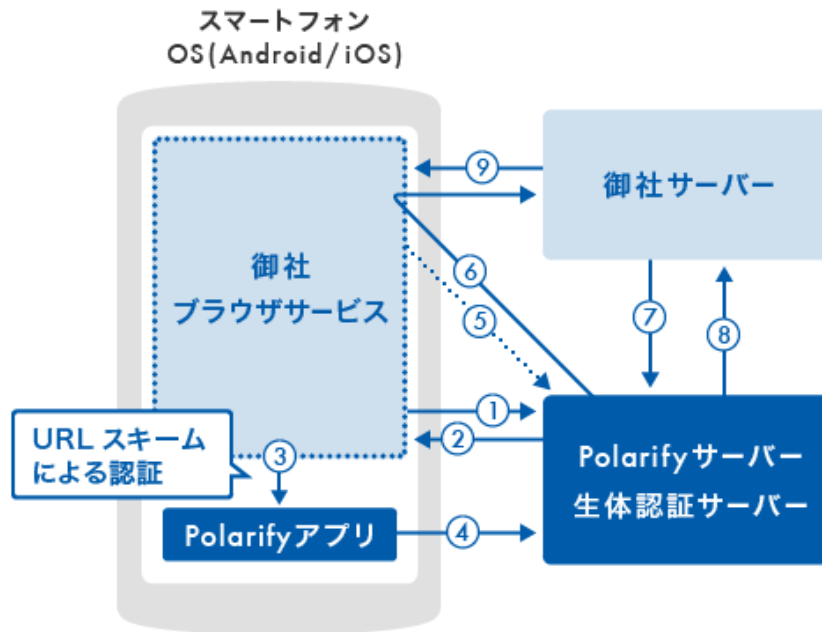 スマートフォン
OS(Android/iOS)
⑨
御社サーバー
御社
ブラウザサービス
⑥
⑤
⑦
⑧
①
②
URL スキーム
による認証
③
Polarifyサーバー
生体認証サーバー
Polarifyアプリ
④